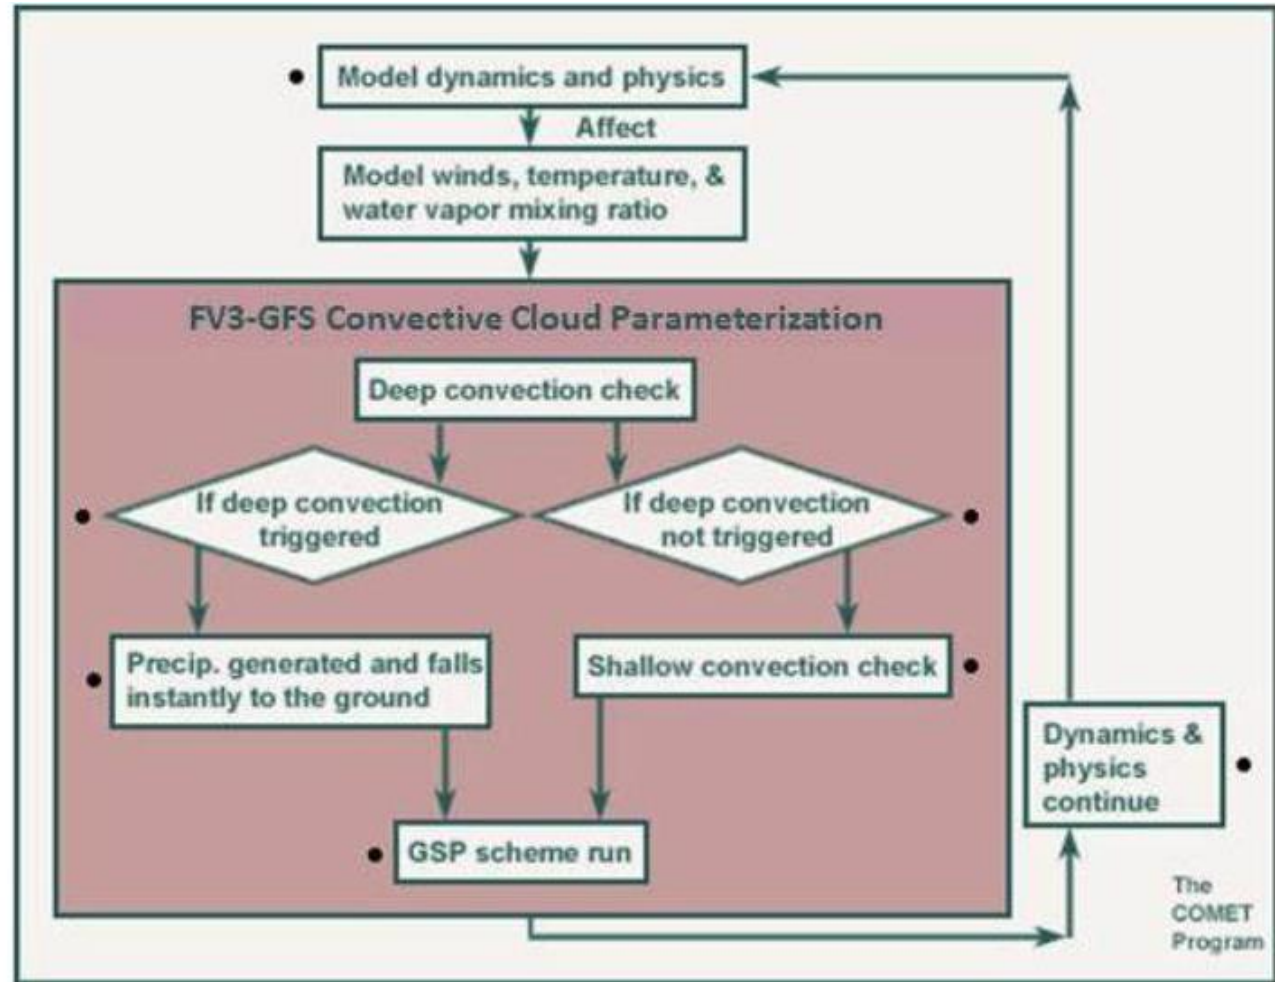 Model dynamics and physics
Affect
Model winds, temperature, &
water vapor mixing ratio
FV3-GFS Convective Cloud Parameterization
Deep convection check
If deep convection
triggered
If deep convection
not triggered
Precip. generated and falls
instantly to the ground
Shallow convection check
GSP scheme run
Dynamics &
physics
continue
The
COMET
Program